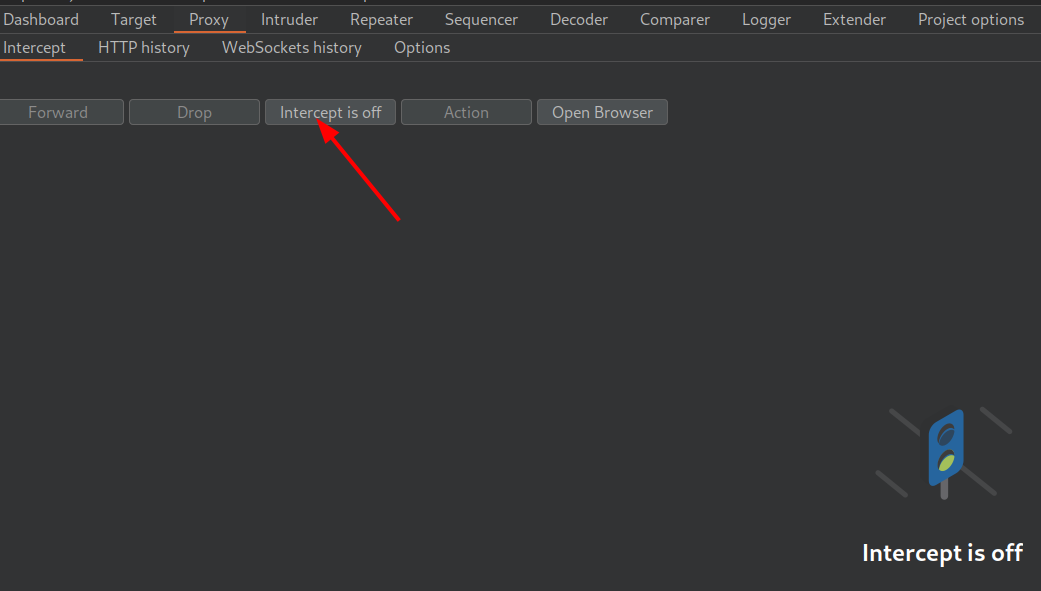 Dashboard Target Proxy Intruder Repeater Sequencer Decoder Comparer Logger Extender Project options
Intercept HTTP history WebSockets history Options
Forward Drop Intercept is off Action Open Browser
Intercept is off